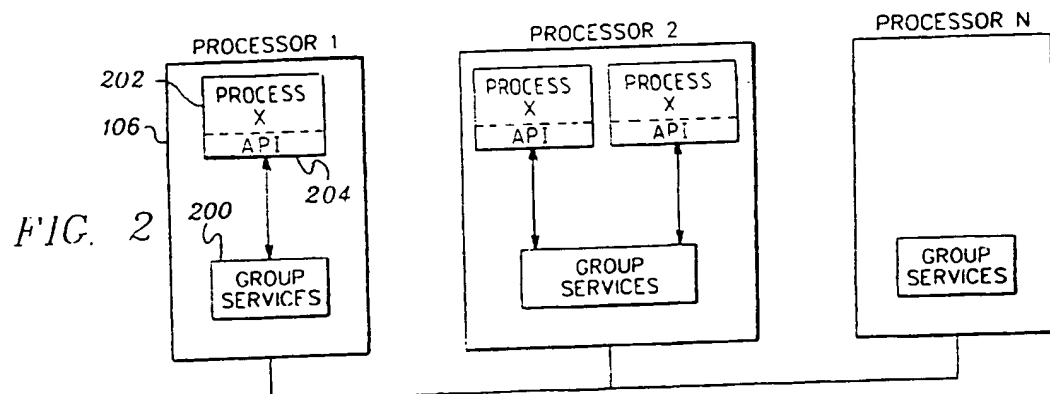 PROCESSOR 1
PROCESSOR 2
PROCESSOR N
202
PROCESS
X
API
PROCESS
X
API
PROCESS
X
API
106
204
200
FIG. 2
GROUP
SERVICES
GROUP
SERVICES
GROUP
SERVICES